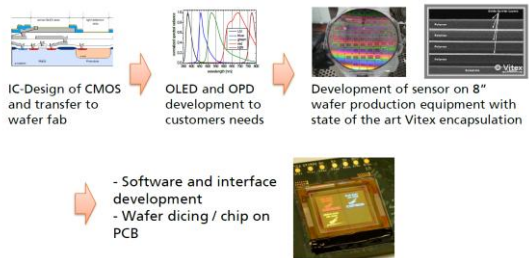 IC-Design of CMOS
and transfer to
wafer fab
OLED and OPD
development to
customers needs
Vitex
Development of sensor on 8”
wafer production equipment with
state of the art Vitex encapsulation
- Software and interface
development
- Wafer dicing / chip on
PCB